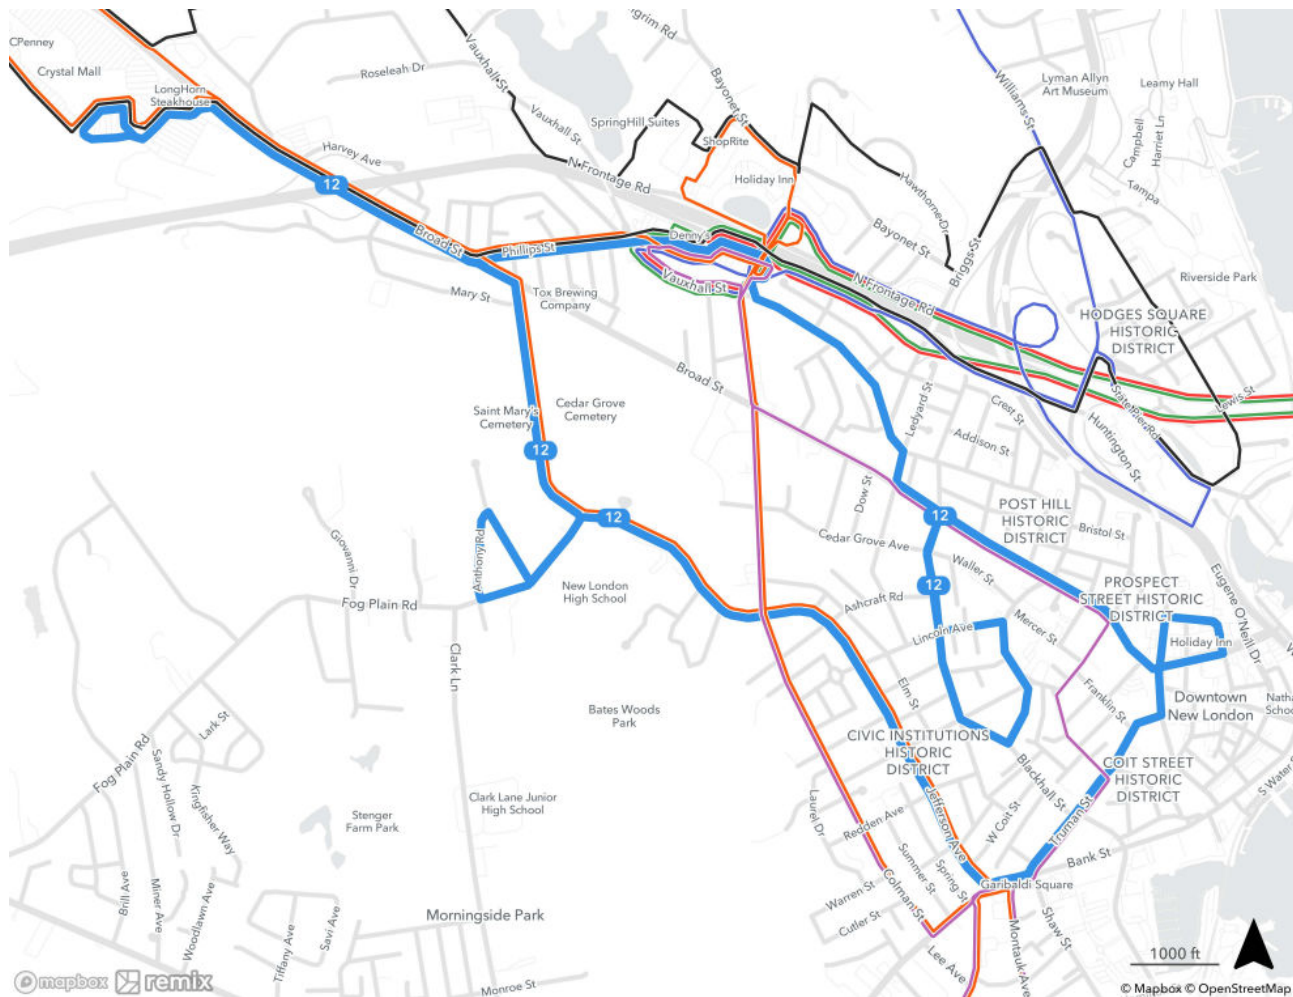 CPenney
Crystal Mall
LongHorn
Steakhouse
Roseleah Dr
Vauxhall St
grim Rd
Bayonet St
Vauxhall St
SpringHill Suites
ShopRite
Williams St
Lyman Allyn
Art Museum
Leamy Hall
Campbell
Harriet Ln
Harvey Ave
12
N Frontage Rd
Holiday Inn
Hawthorne Dr
Tampa
Bayonet St
Briggs St
Broad St
Phillips St
Denny's
Riverside Park
Mary St
Tox Brewing
Company
Vauxhall St
N Frontage Rd
HODGES SQUARE
HISTORIC
DISTRICT
Broad St
Ledyard St
Crest St
State Pier Rd
Lewis St
Saint Mary's
Cemetery
Cedar Grove
Cemetery
Addison St
Huntington St
12
Dow St
12
12
POST HILL
HISTORIC
DISTRICT
Bristol St
Giovanni Dr
Anthony Rd
Cedar Grove Ave
Waller St
New London
High School
12
Fog Plain Rd
Ashcraft Rd
PROSPECT
STREET HISTORIC
DISTRICT
Eugene O'Neill Dr
Lincoln Ave
Mercer St
Holiday Inn
Clark Ln
Elm St
Franklin St
Downtown
New London
Natha
Schoo
Lark St
Bates Woods
Park
Fog Plain Rd
CIVIC INSTITUTIONS
HISTORIC
DISTRICT
COIT STREET
HISTORIC
DISTRICT
Sandy Hollow Dr
Kingfisher Way
Blackhall St
S Water S
Clark Lane Junior
High School
Stenger
Farm Park
Laurel Dr
Redden Ave
Jefferson Ave
W Coit St
Truman St
Bank St
Summer St
Spring St
Garibaldi Square
Brill Ave
Miner Ave
Woodlawn Ave
Warren St
Colman St
Cutler St
Morningside Park
Savi Ave
Tiffany Ave
Lee Ave
Montauk Ave
Shaw St
Monroe St
1000 ft
mapbox remix
© Mapbox © OpenStreetMap